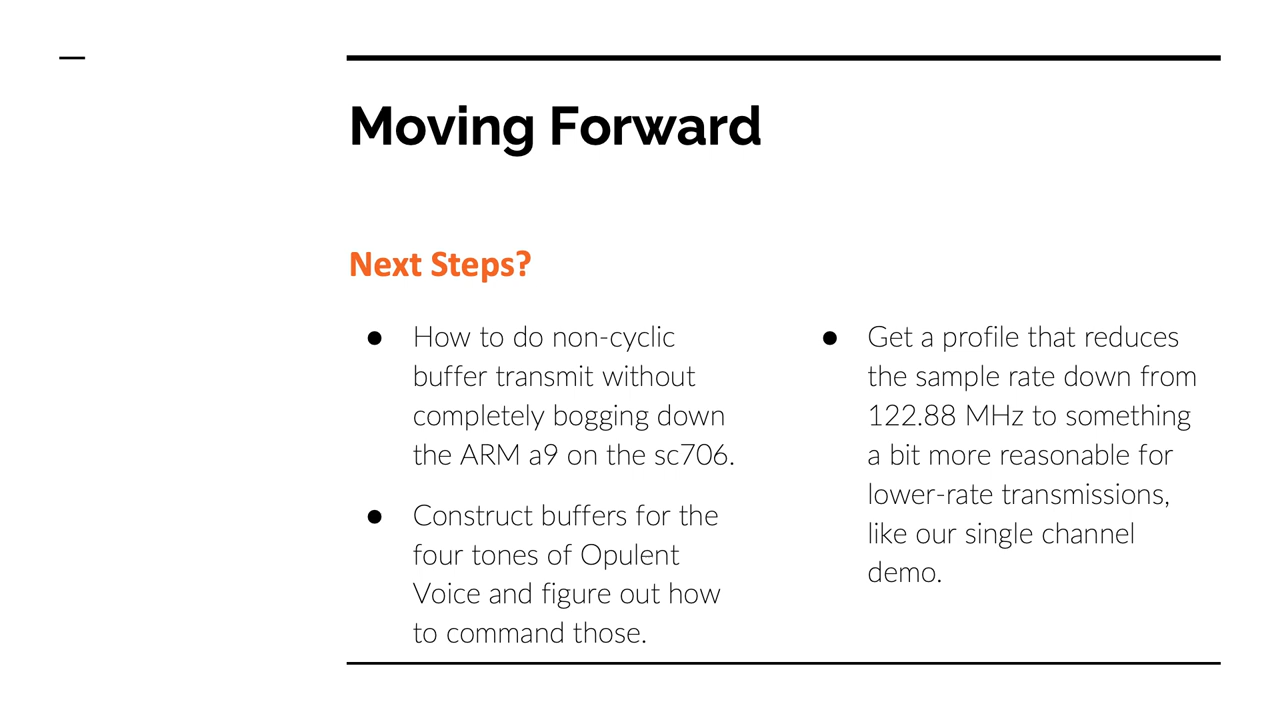 Moving Forward
Next Steps?
● How to do non-cyclic
buffer transmit without
completely bogging down
the ARM a9 on the sc706.
● Construct buffers for the
four tones of Opulent
Voice and figure out how
to command those.
● Get a profile that reduces
the sample rate down from
122.88 MHz to something
a bit more reasonable for
lower-rate transmissions,
like our single channel
demo.